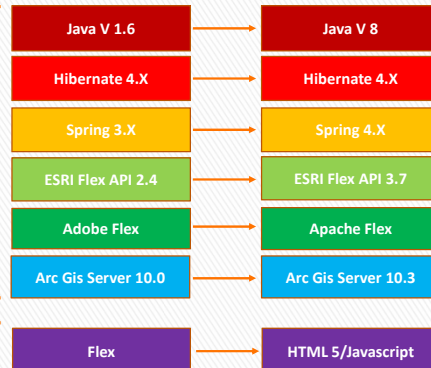 Java V 1.6
Java V 8
Hibernate 4.X
Hibernate 4.X
Spring 3.X
Spring 4.X
ESRI Flex API 2.4
ESRI Flex API 3.7
Adobe Flex
Apache Flex
Arc Gis Server 10.0
Arc Gis Server 10.3
Flex
HTML 5/Javascript